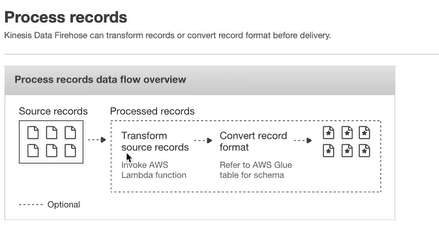 Process records
Kinesis Data Firehose can transform records or convert record format before delivery.
Process records data flow overview
Source records
Processed records
Transform
source records
Invoke AWS
Lambda function
Convert record
format
Refer to AWS Glue
table for schema
Optional